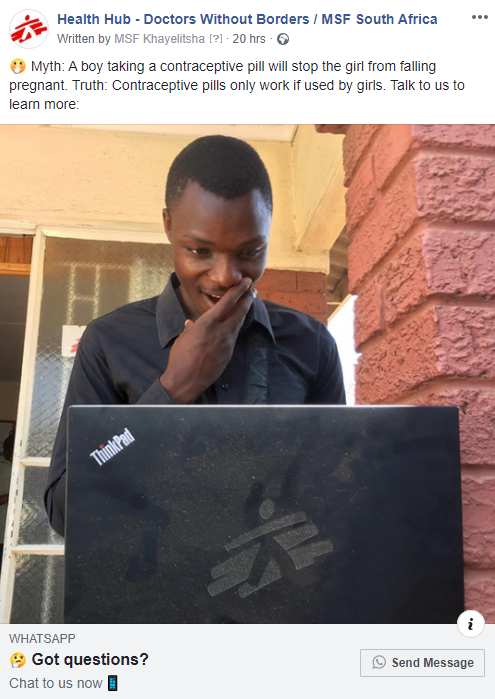 Health Hub - Doctors Without Borders / MSF South Africa
Written by MSF Khayelitsha [?] · 20 hrs ·
🤭 Myth: A boy taking a contraceptive pill will stop the girl from falling
pregnant. Truth: Contraceptive pills only work if used by girls. Talk to us to
learn more:
ThinkPad
WHATSAPP
🤔 Got questions?
Send Message
Chat to us now 📱